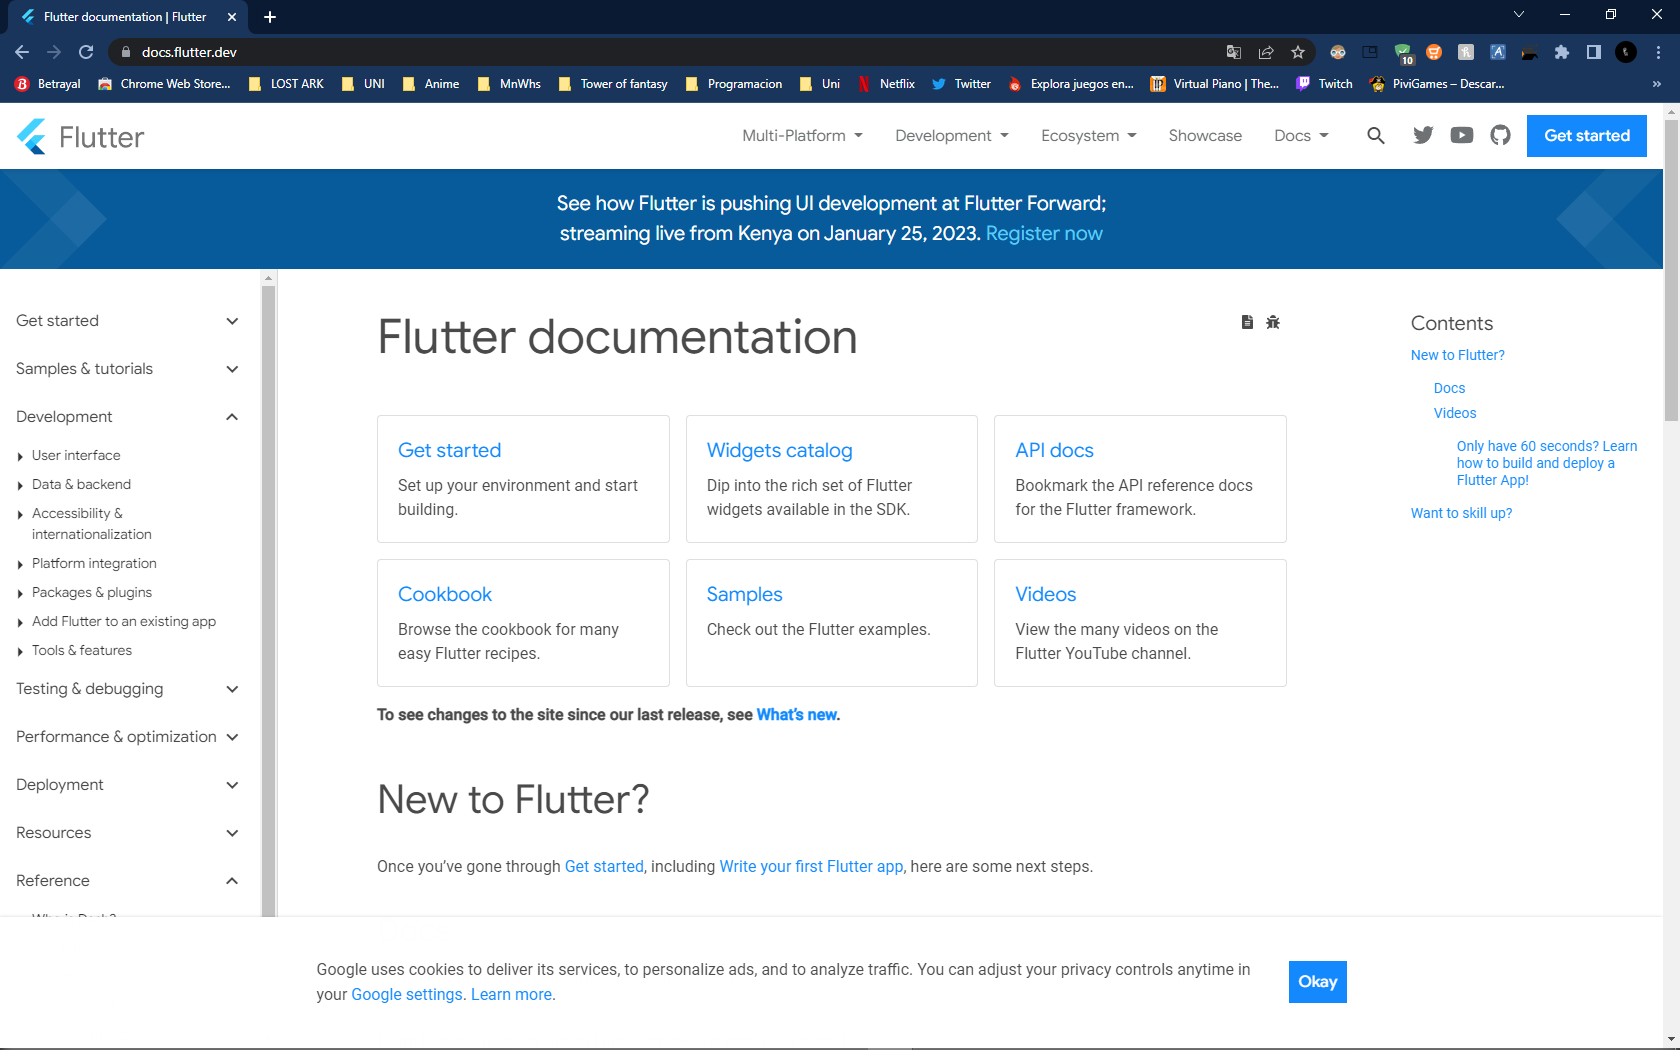 Flutter documentation | Flutter
docs.flutter.dev
10
Betrayal
Chrome Web Store...
LOST ARK
UNI
Anime
MnWhs
Tower of fantasy
Programacion
Uni
Netflix
Twitter
Explora juegos en...
Virtual Piano | The...
Twitch
PiviGames – Descar...
»
Flutter
Multi-Platform
Development
Ecosystem
Showcase
Docs
Get started
See how Flutter is pushing UI development at Flutter Forward;
streaming live from Kenya on January 25, 2023. Register now
Get started
Samples & tutorials
Development
User interface
Data & backend
Accessibility &
internationalization
Platform integration
Packages & plugins
Add Flutter to an existing app
Tools & features
Testing & debugging
Performance & optimization
Deployment
Resources
Reference
Who is Dash?
Flutter documentation
Get started
Set up your environment and start
building.
Widgets catalog
Dip into the rich set of Flutter
widgets available in the SDK.
API docs
Bookmark the API reference docs
for the Flutter framework.
Cookbook
Browse the cookbook for many
easy Flutter recipes.
Samples
Check out the Flutter examples.
Videos
View the many videos on the
Flutter YouTube channel.
To see changes to the site since our last release, see What's new.
New to Flutter?
Once you've gone through Get started, including Write your first Flutter app, here are some next steps.
Contents
New to Flutter?
Docs
Videos
Only have 60 seconds? Learn
how to build and deploy a
Flutter App!
Want to skill up?
Google uses cookies to deliver its services, to personalize ads, and to analyze traffic. You can adjust your privacy controls anytime in
your Google settings. Learn more.
Okay